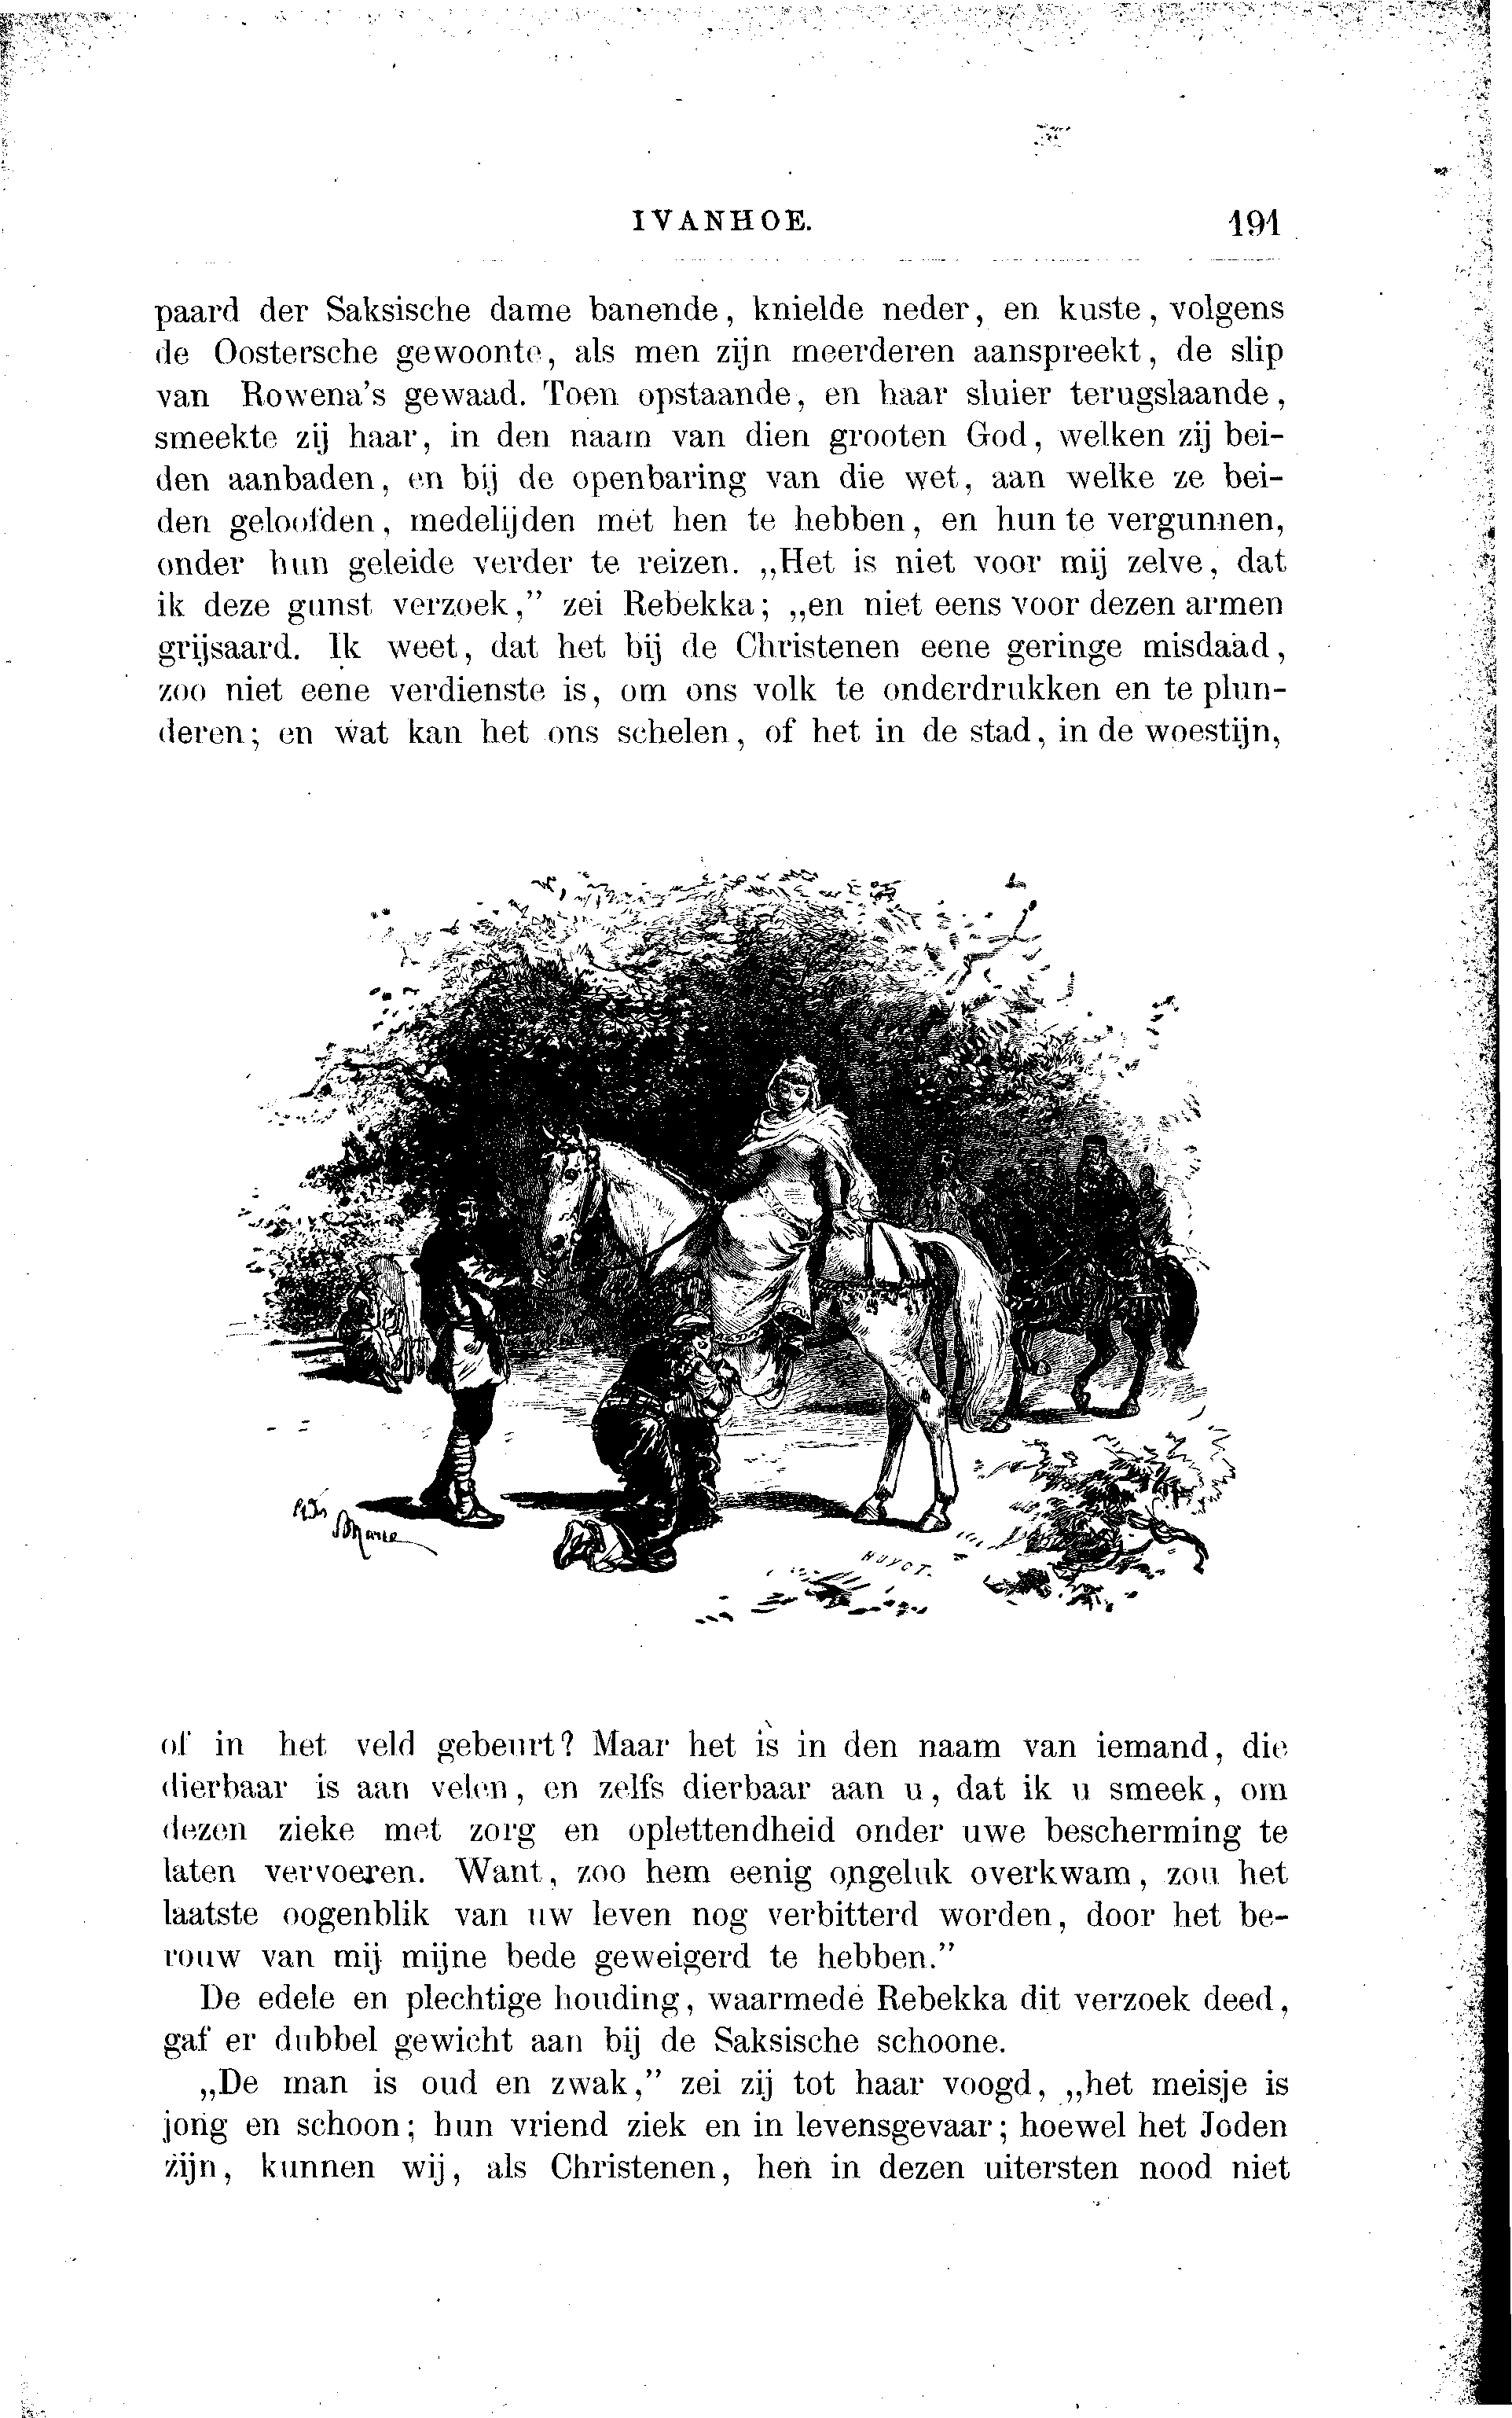 IVANHOE. 191
paard der Saksische dame banende, knielde neder, en kuste, volgens
de Oostersche gewoonte, als men zijn meerderen aanspreekt, de slip
van Rowena's gewaad. Toen opstaande, en haar sluier terugslaande,
smeekte zij haar, in den naam van dien grooten God, welken zij bei-
den aanbaden, en bij de openbaring van die wet, aan welke ze bei-
den geloofden, medelijden met hen te hebben, en hun te vergunnen,
onder hun geleide verder te reizen. „Het is niet voor mij zelve, dat
ik deze gunst verzoek,” zei Rebekka; „en niet eens voor dezen armen
grijsaard. Ik weet, dat het bij de Christenen eene geringe misdaad,
zoo niet eene verdienste is, om ons volk te onderdrukken en te plun-
deren; en wat kan het ons schelen, of het in de stad, in de woestijn,
HUYOT.
of in het veld gebeurt? Maar het is in den naam van iemand, die
dierbaar is aan velen, en zelfs dierbaar aan u, dat ik u smeek, om
dezen zieke met zorg en oplettendheid onder uwe bescherming te
laten vervoeren. Want, zoo hem eenig ongeluk overkwam, zou het
laatste oogenblik van uw leven nog verbitterd worden, door het be-
rouw van mij mijne bede geweigerd te hebben.”
De edele en plechtige houding, waarmede Rebekka dit verzoek deed,
gaf er dubbel gewicht aan bij de Saksische schoone.
„De man is oud en zwak,” zei zij tot haar voogd, „het meisje is
jong en schoon; hun vriend ziek en in levensgevaar; hoewel het Joden
zijn, kunnen wij, als Christenen, hen in dezen uitersten nood niet